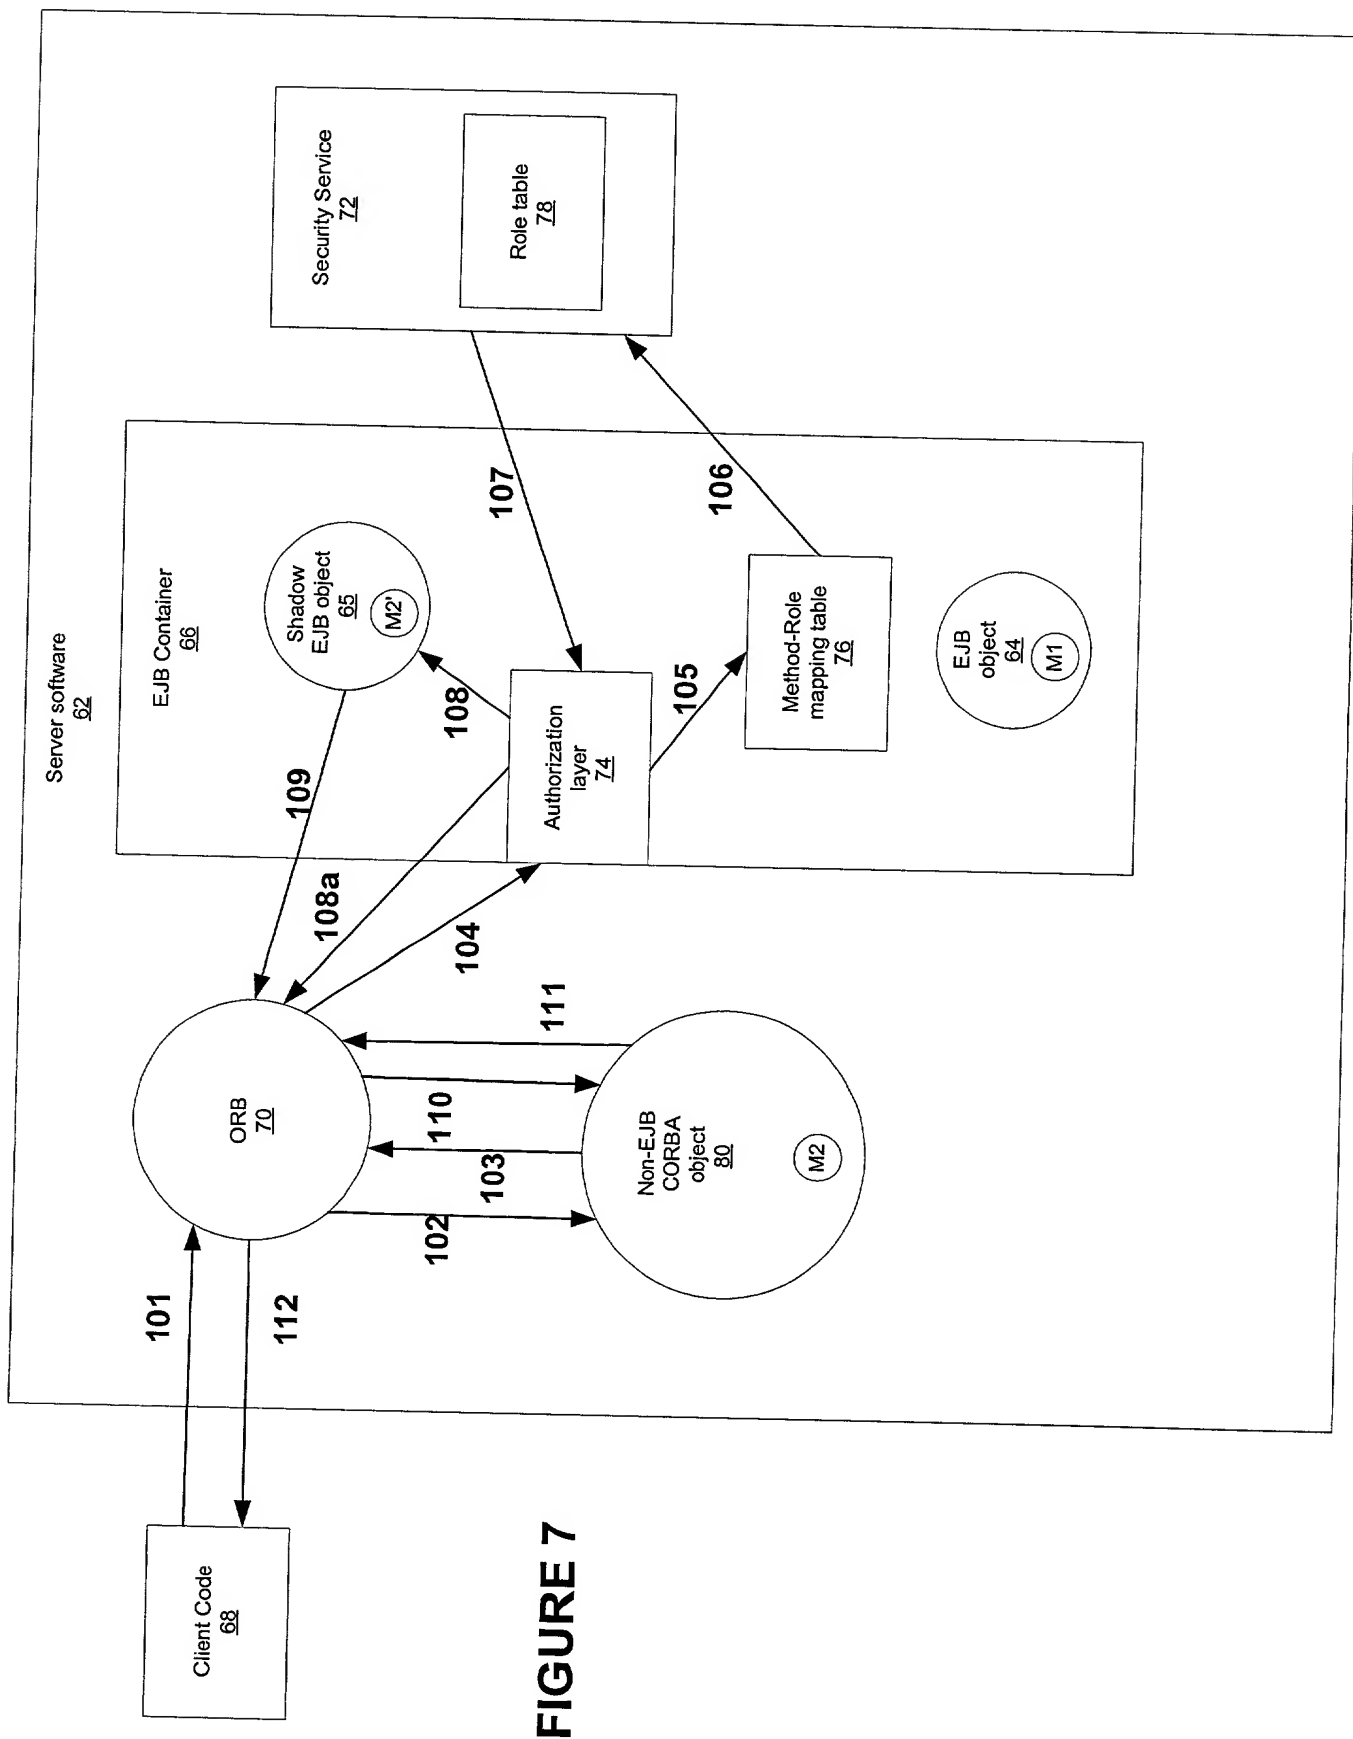 Server software
62
EJB Container
66
Security Service
72
Role table
78
Shadow
EJB object
65
M2'
Authorization
layer
74
Method-Role
mapping table
76
EJB
object
64
M1
ORB
70
Non-EJB
CORBA
object
80
M2
Client Code
68
101
112
102
103
110
111
104
108a
109
108
105
107
106
FIGURE 7